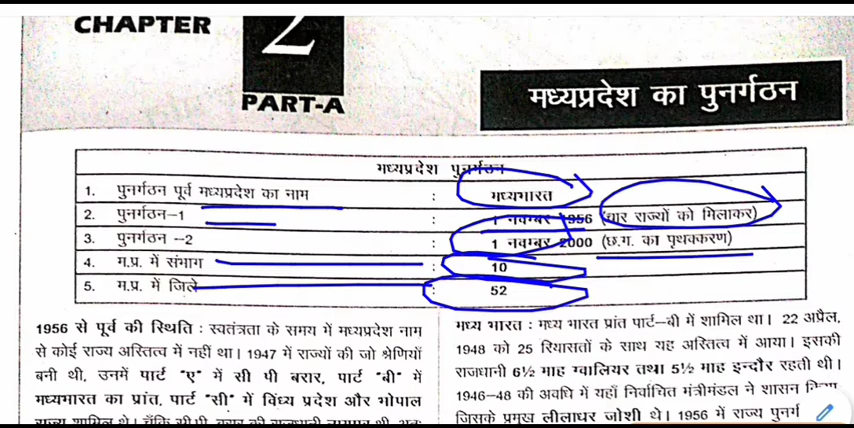 CHAPTER
2
PART-A
मध्यप्रदेश का पुनर्गठन
मध्यप्रदेश पुनर्गठन
1. पुनर्गठन पूर्व मध्यप्रदेश का नाम : मध्यभारत
2. पुनर्गठन-1 : 1 नवम्बर 1956 (चार राज्यों को मिलाकर)
3. पुनर्गठन -2 : 1 नवम्बर 2000 (छ.ग. का पृथक्करण)
4. म.प्र. में संभाग : 10
5. म.प्र. में जिले : 52
1956 से पूर्व की स्थिति : स्वतंत्रता के समय में मध्यप्रदेश नाम
से कोई राज्य अस्तित्व में नहीं था। 1947 में राज्यों की जो श्रेणियाँ
बनी थी, उनमें पार्ट "ए" में सी पी बरार, पार्ट "बी" में
मध्यभारत का प्रांत, पार्ट "सी" में विंध्य प्रदेश और भोपाल
मध्य भारत : मध्य भारत प्रांत पार्ट-बी में शामिल था। 22 अप्रैल,
1948 को 25 रियासतों के साथ यह अस्तित्व में आया। इसकी
राजधानी 6½ माह ग्वालियर तथा 5½ माह इन्दौर रहती थी।
1946-48 की अवधि में यहाँ निर्वाचित मंत्रीमंडल ने शासन
जिसके प्रमुख लीलाधर जोशी थे। 1956 में राज्य पुनर्ग